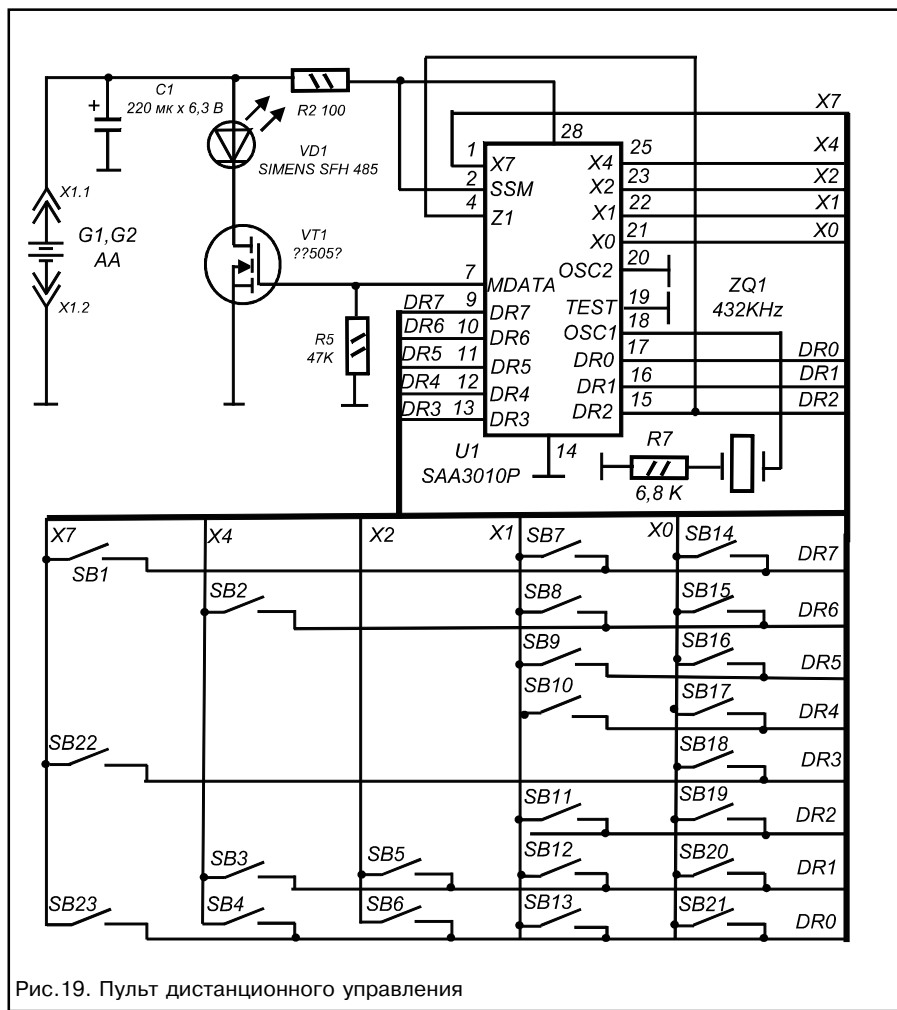 C1
220 мк x 6,3 В
+
R2 100
VD1
SIMENS SFH 485
X1.1
G1,G2
AA
X1.2
VT1
??505?
R5
47K
1
2
4
7
9
10
11
12
13
28
X7
SSM
Z1
MDATA
DR7
DR6
DR5
DR4
DR3
X4
X2
X1
X0
OSC2
TEST
OSC1
DR0
DR1
DR2
25
23
22
21
20
19
18
17
16
15
14
DR7
DR6
DR5
DR4
DR3
X7
X4
X2
X1
X0
ZQ1
432KHz
DR0
DR1
DR2
U1
SAA3010P
R7
6,8 K
X7
X4
X2
X1
X0
SB1
SB7
SB14
DR7
SB2
SB8
SB15
DR6
SB9
SB16
DR5
SB10
SB17
DR4
SB22
SB18
DR3
SB11
SB19
DR2
SB3
SB5
SB12
SB20
DR1
SB23
SB4
SB6
SB13
SB21
DR0
Рис.19. Пульт дистанционного управления